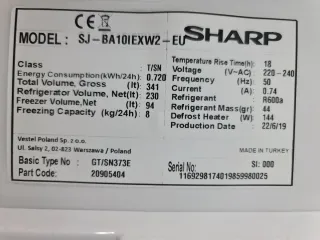 CE SHARP
MODEL : SJ-BA10IEXW2-EU
Class T/SN
Energy Consumption(kWh/24h): 0.720
Total Volume, Gross (lt) 341
Refrigerator Volume, Net(lt) 230
Freezer Volume,Net (lt) 94
Freezing Capacity (kg/24h) 8
Temperature Rise Time(h): 18
Voltage (V~AC) 220-240
Frequency (Hz) 50
Current (A) 0.74
Refrigerant R600a
Refrigerant Mass(gr) 44
Defrost Heater (W) 144
Production Date 22/6/19
Vestel Poland Sp. z o.o.
Ul. Salsy 2, 02-823 Warszawa / Poland
MADE IN TURKEY
Basic Type No : GT/SN373E
Part Code: 20905404
Serial No: SI: 000
1169298174019859980025